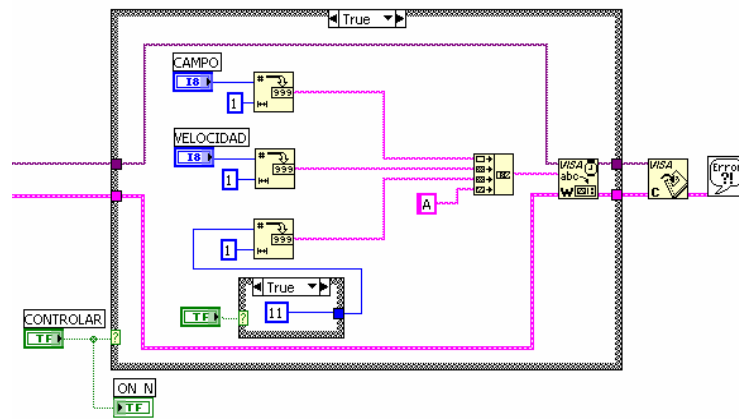 True
CAMPO
I8
#
999
1
VELOCIDAD
I8
#
999
1
A
VISA
abc
W
VISA
C
Error
?!
#
999
1
True
TF
?
11
CONTROLAR
TF
?
ON N
TF